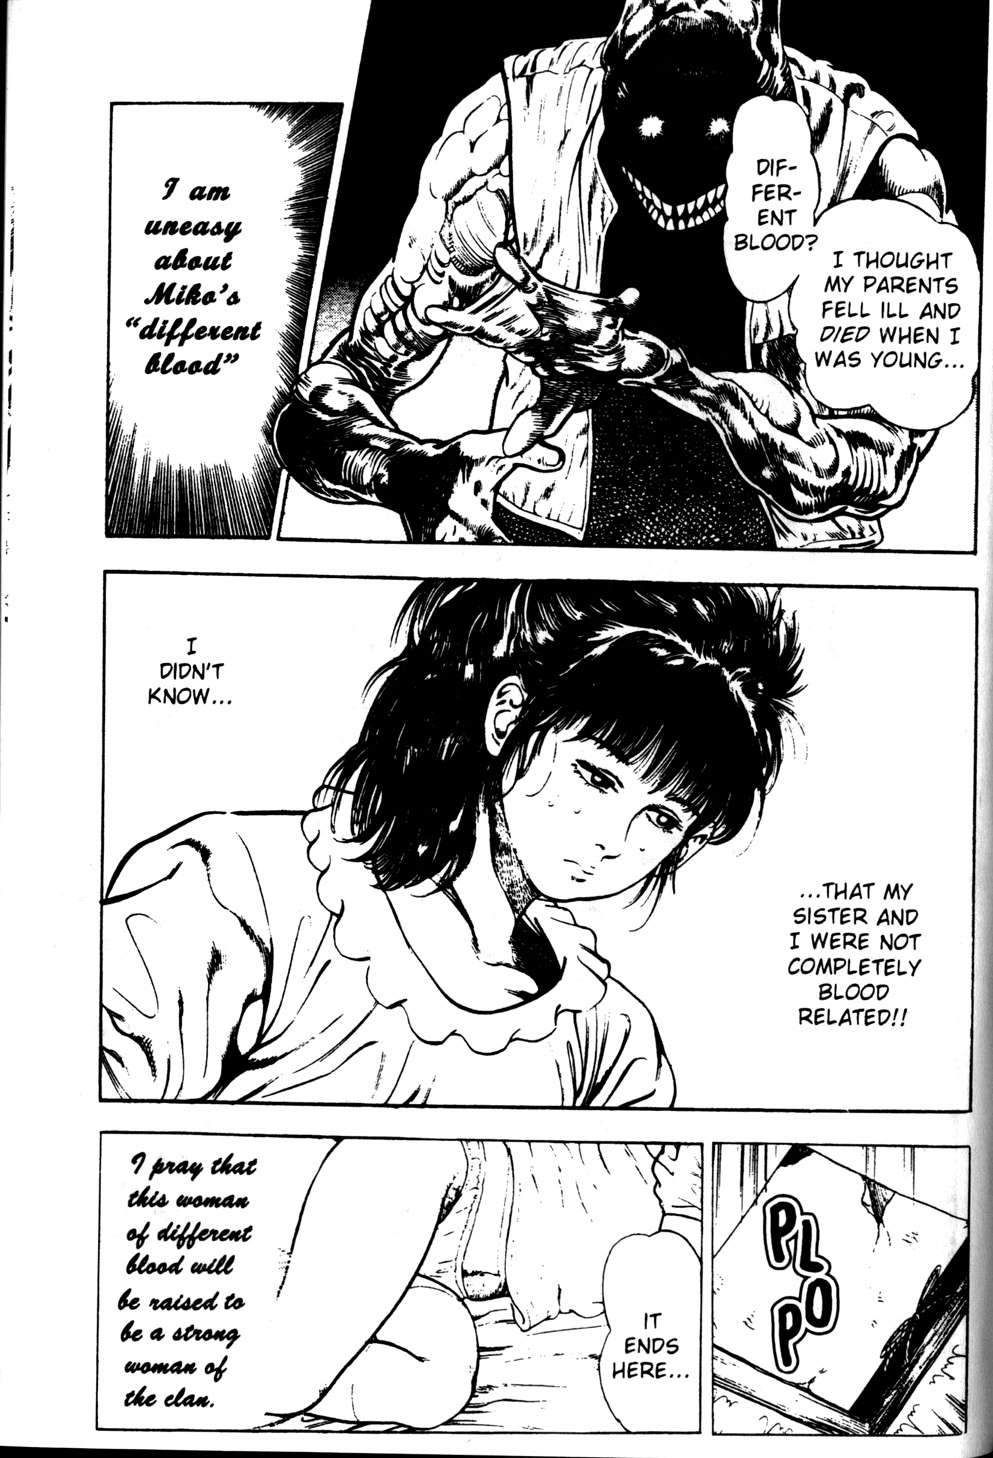 DIF-
FER-
ENT
BLOOD?
I THOUGHT
MY PARENTS
FELL ILL AND
DIED WHEN I
WAS YOUNG...
I am
uneasy
about
Miko's
"different
blood"
I
DIDN'T
KNOW...
...THAT MY
SISTER AND
I WERE NOT
COMPLETELY
BLOOD
RELATED!!
I pray that
this woman
of different
blood will
be raised to
be a strong
woman of
the clan.
IT
ENDS
HERE...
PLOPO